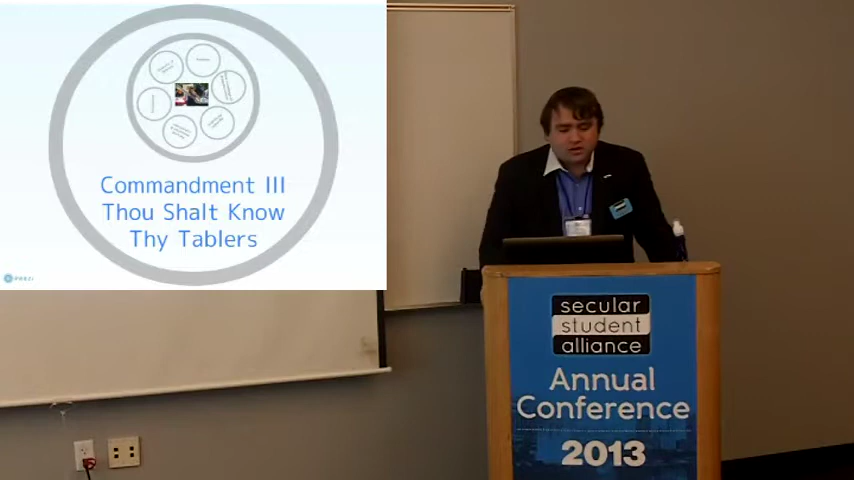 Commandment III
Thou Shalt Know
Thy Tablers
secular
student
alliance
Annual
Conference
2013